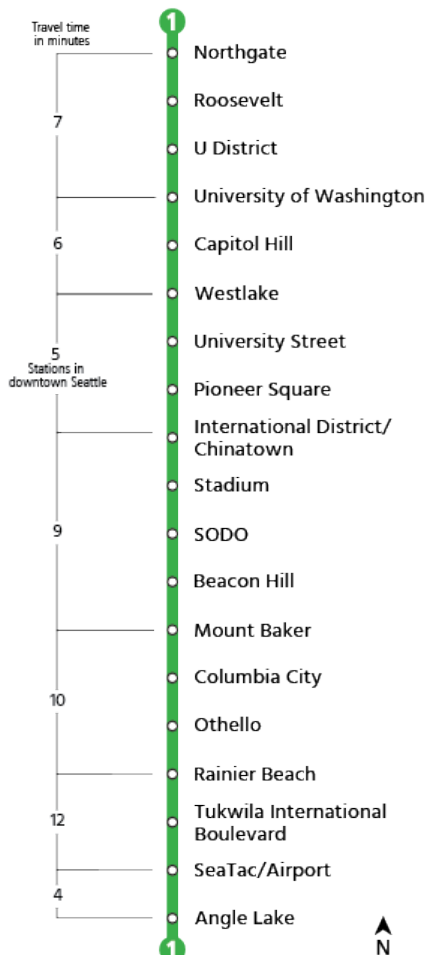 1
Travel time
in minutes
Northgate
Roosevelt
7
U District
University of Washington
6
Capitol Hill
Westlake
University Street
5
Stations in
downtown Seattle
Pioneer Square
International District/
Chinatown
Stadium
9
SODO
Beacon Hill
Mount Baker
Columbia City
10
Othello
Rainier Beach
12
Tukwila International
Boulevard
SeaTac/Airport
4
Angle Lake
1
N